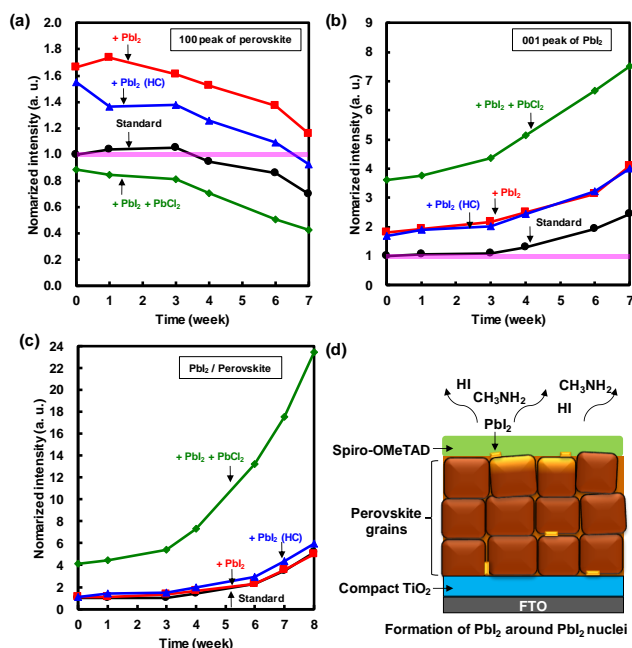 (a)
2.0
1.8
1.6
1.4
1.2
1.0
0.8
0.6
0.4
0.2
0.0
Nomarized intensity (a. u.)
+ PbI2
100 peak of perovskite
+ PbI2 (HC)
Standard
+ PbI2 + PbCl2
0 1 2 3 4 5 6 7
Time (week)
(b)
9
8
7
6
5
4
3
2
1
0
Nomarized intensity (a. u.)
001 peak of PbI2
+ PbI2 + PbCl2
+ PbI2 (HC)
+ PbI2
Standard
0 1 2 3 4 5 6 7
Time (week)
(c)
24
22
20
18
16
14
12
10
8
6
4
2
0
Nomarized intensity (a. u.)
PbI2 / Perovskite
+ PbI2 + PbCl2
+ PbI2 (HC)
+ PbI2
Standard
0 1 2 3 4 5 6 7 8
Time (week)
(d)
HI
CH3NH2
CH3NH2
HI
PbI2
Spiro-OMeTAD
Perovskite
grains
Compact TiO2
FTO
Formation of PbI2 around PbI2 nuclei